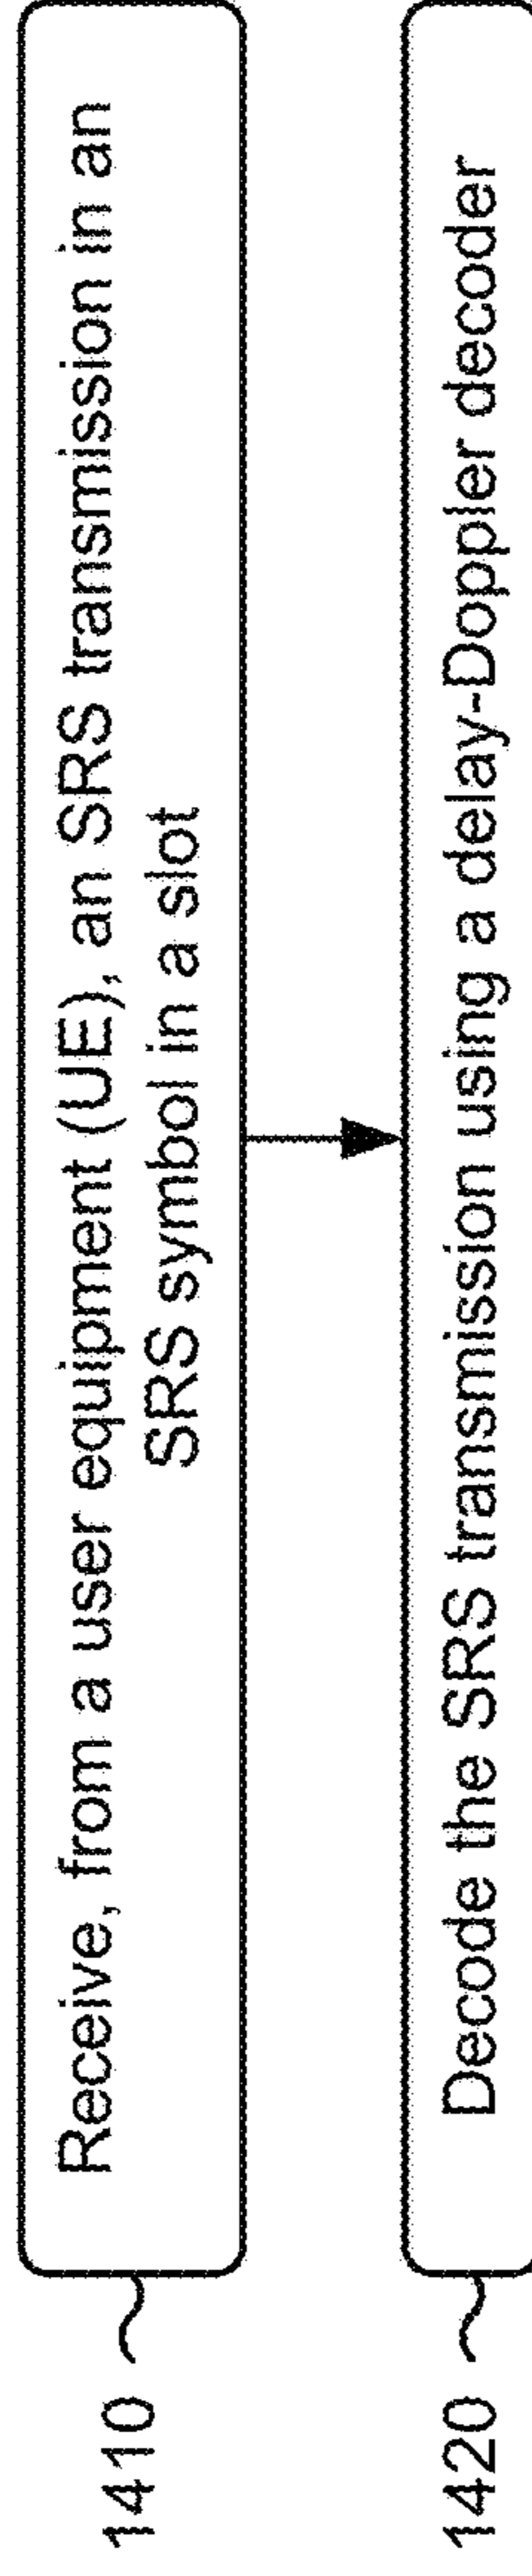 1410
Receive, from a user equipment (UE), an SRS transmission in an
SRS symbol in a slot
1420
Decode the SRS transmission using a delay-Doppler decoder